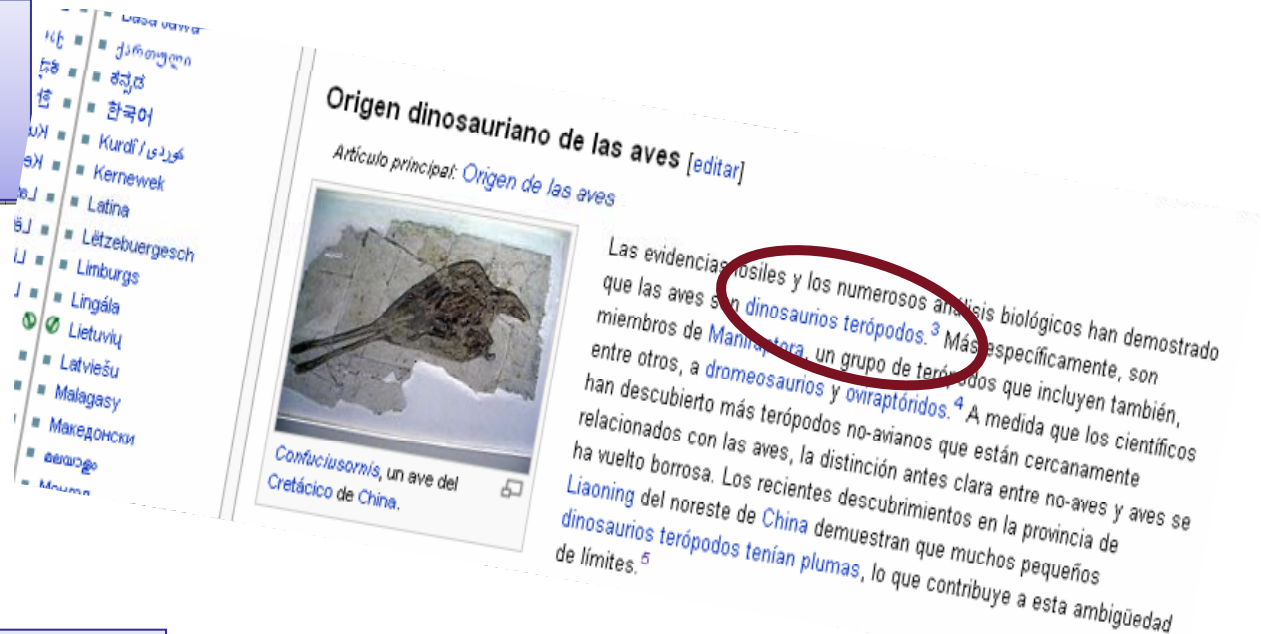 ქართული
ಕನ್ನಡ
한국어
Kurdî / كوردی
Kernewek
Latina
Lëtzebuergesch
Limburgs
Lingála
Lietuvių
Latviešu
Malagasy
Македонски
Origen dinosauriano de las aves [editar]
Artículo principal: Origen de las aves
Confuciusornis, un ave del
Cretácico de China.
Las evidencias fósiles y los numerosos análisis biológicos han demostrado
que las aves son dinosaurios terópodos.3 Más específicamente, son
miembros de Maniraptora, un grupo de terópodos que incluyen también,
entre otros, a dromeosaurios y oviraptóridos.4 A medida que los científicos
han descubierto más terópodos no-avianos que están cercanamente
relacionados con las aves, la distinción antes clara entre no-aves y aves se
ha vuelto borrosa. Los recientes descubrimientos en la provincia de
Liaoning del noreste de China demuestran que muchos pequeños
dinosaurios terópodos tenían plumas, lo que contribuye a esta ambigüedad
de límites.5